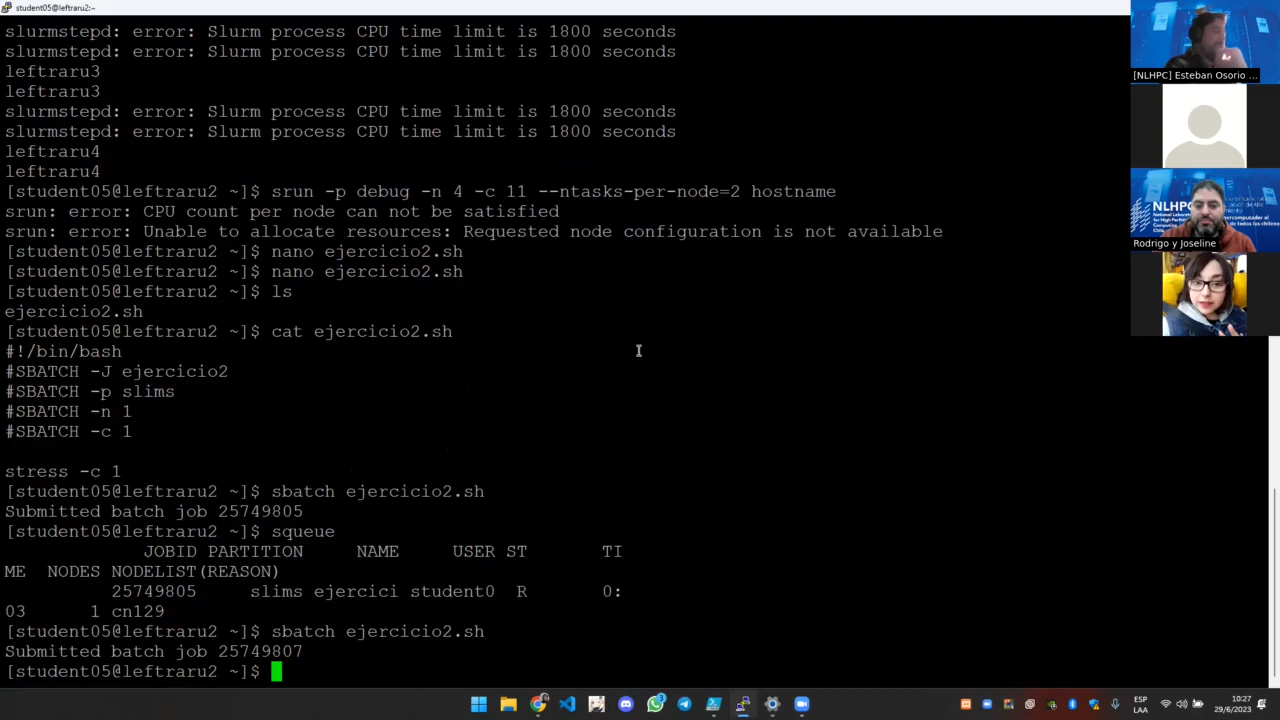 student05@leftraru2:~
slurmstepd: error: Slurm process CPU time limit is 1800 seconds
slurmstepd: error: Slurm process CPU time limit is 1800 seconds
leftraru3
leftraru3
slurmstepd: error: Slurm process CPU time limit is 1800 seconds
slurmstepd: error: Slurm process CPU time limit is 1800 seconds
leftraru4
leftraru4
[student05@leftraru2 ~]$ srun -p debug -n 4 -c 11 --ntasks-per-node=2 hostname
srun: error: CPU count per node can not be satisfied
srun: error: Unable to allocate resources: Requested node configuration is not available
[student05@leftraru2 ~]$ nano ejercicio2.sh
[student05@leftraru2 ~]$ nano ejercicio2.sh
[student05@leftraru2 ~]$ ls
ejercicio2.sh
[student05@leftraru2 ~]$ cat ejercicio2.sh
#!/bin/bash
#SBATCH -J ejercicio2
#SBATCH -p slims
#SBATCH -n 1
#SBATCH -c 1
stress -c 1
[student05@leftraru2 ~]$ sbatch ejercicio2.sh
Submitted batch job 25749805
[student05@leftraru2 ~]$ squeue
JOBID PARTITION NAME USER ST TI
ME NODES NODELIST(REASON)
25749805 slims ejercici student0 R 0:
03 1 cn129
[student05@leftraru2 ~]$ sbatch ejercicio2.sh
Submitted batch job 25749807
[student05@leftraru2 ~]$
[NLHPC] Esteban Osorio ...
NLHPC
National Laboratory
for High Performance
Computing
Chile
Rodrigo y Joseline
3
ESP
LAA
10:27
29/6/2023